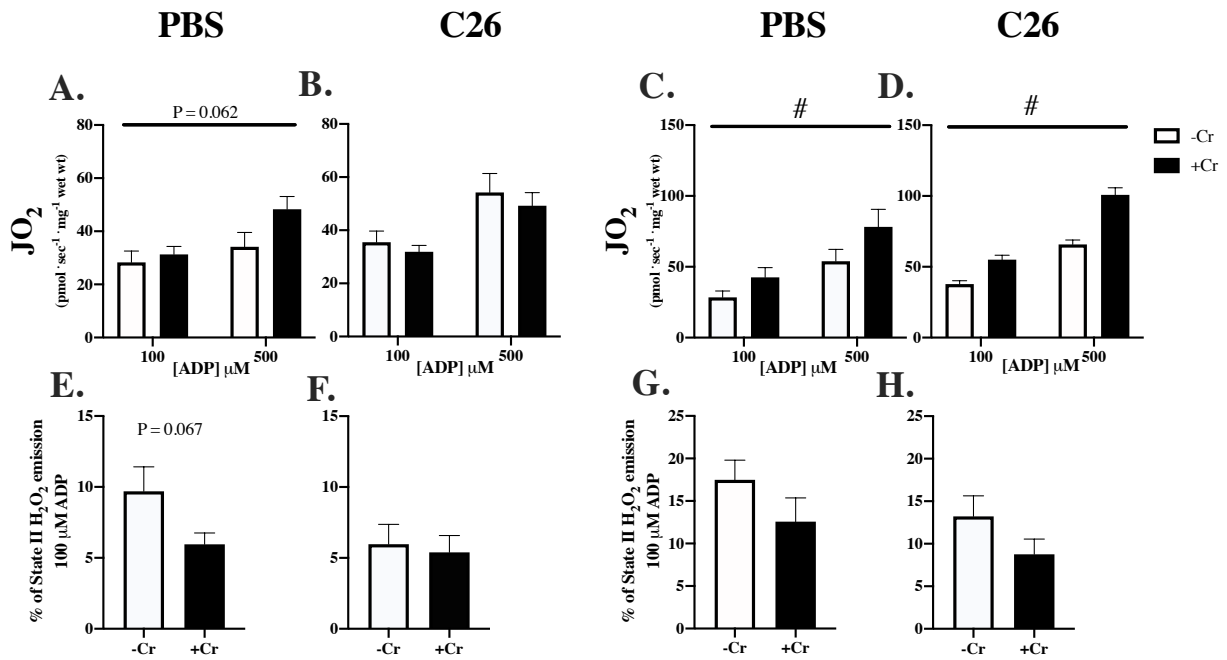 PBS
C26
PBS
C26
A.
B.
C.
D.
P = 0.062
#
#
-Cr
+Cr
JO₂
(pmol·sec⁻¹·mg⁻¹ wet wt)
80
60
40
20
0
100
500
[ADP] µM
80
60
40
20
0
100
500
JO₂
(pmol·sec⁻¹·mg⁻¹ wet wt)
150
100
50
0
100
500
[ADP] µM
150
100
50
0
100
500
E.
F.
G.
H.
% of State II H₂O₂ emission
100 µM ADP
15
10
5
0
P = 0.067
-Cr
+Cr
15
10
5
0
-Cr
+Cr
% of State II H₂O₂ emission
100 µM ADP
25
20
15
10
5
0
-Cr
+Cr
25
20
15
10
5
0
-Cr
+Cr